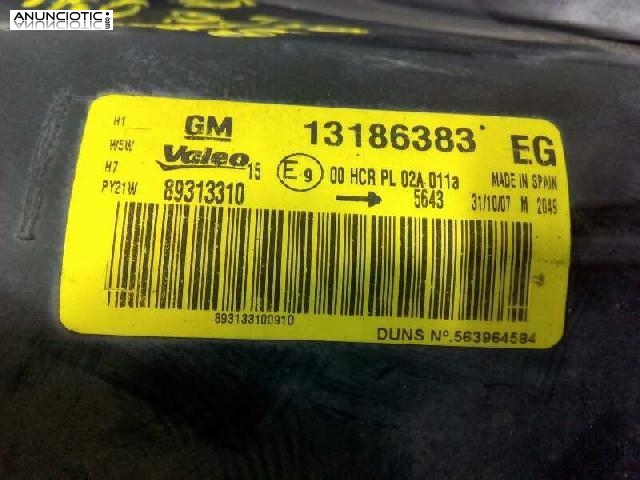 ANUNCIOTIC.com
H1
W5W
H7
PY21W
GM
13186383
EG
Valeo
15
E9
00 HCR PL 02A 011a
MADE IN SPAIN
89313310
5643
31/10/07 M 2049
893133100910
DUNS Nº.563964584